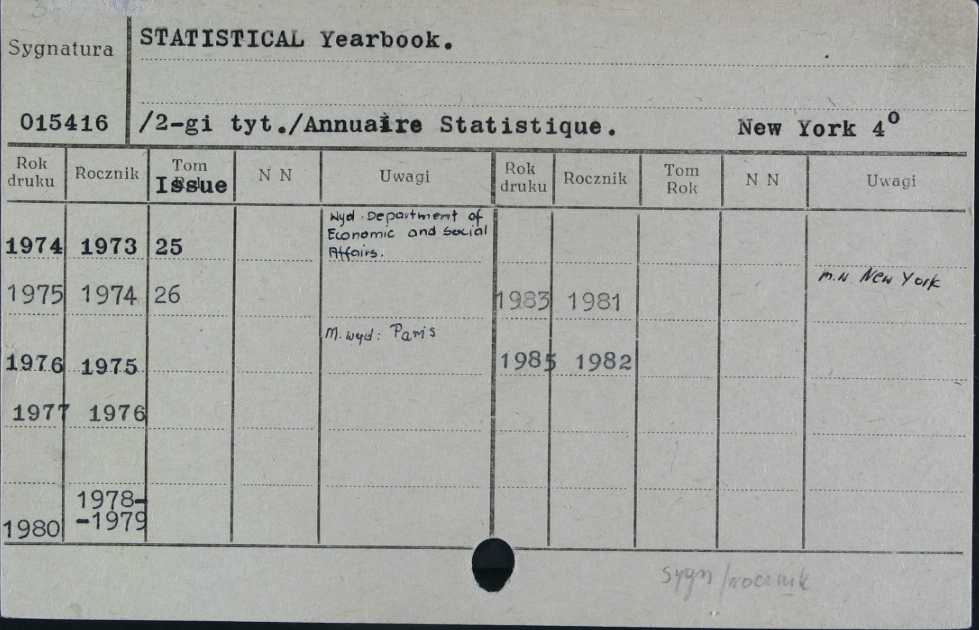 STATISTICAL Yearbook.
Sygnatura
015416
/2-gi tyt./Annuaire Statistique. New York 4°
Rok druku Rocznik Tom Issue N N Uwagi Rok druku Rocznik Tom Rok N N Uwagi
1974 1973 25 Wyd. Department of
Economic and Social
Affairs.
1975 1974 26
1976 1975 M. wyd: Paris
1977 1976
1980 1978-
-1979
1983 1981 m.w New York
1985 1982
sygn/rocznik